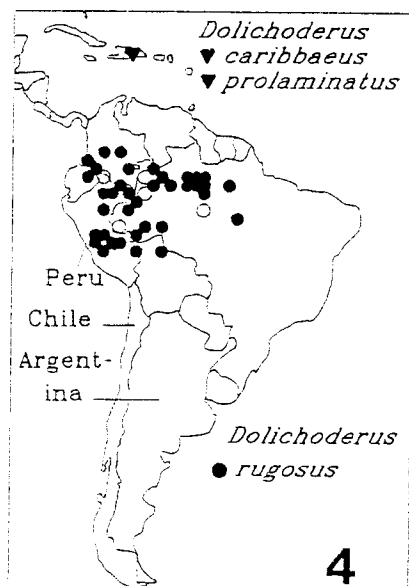 Dolichoderus
▼ caribbaeus
▼ prolaminatus
Peru
Chile
Argent-
ina
Dolichoderus
● rugosus
4